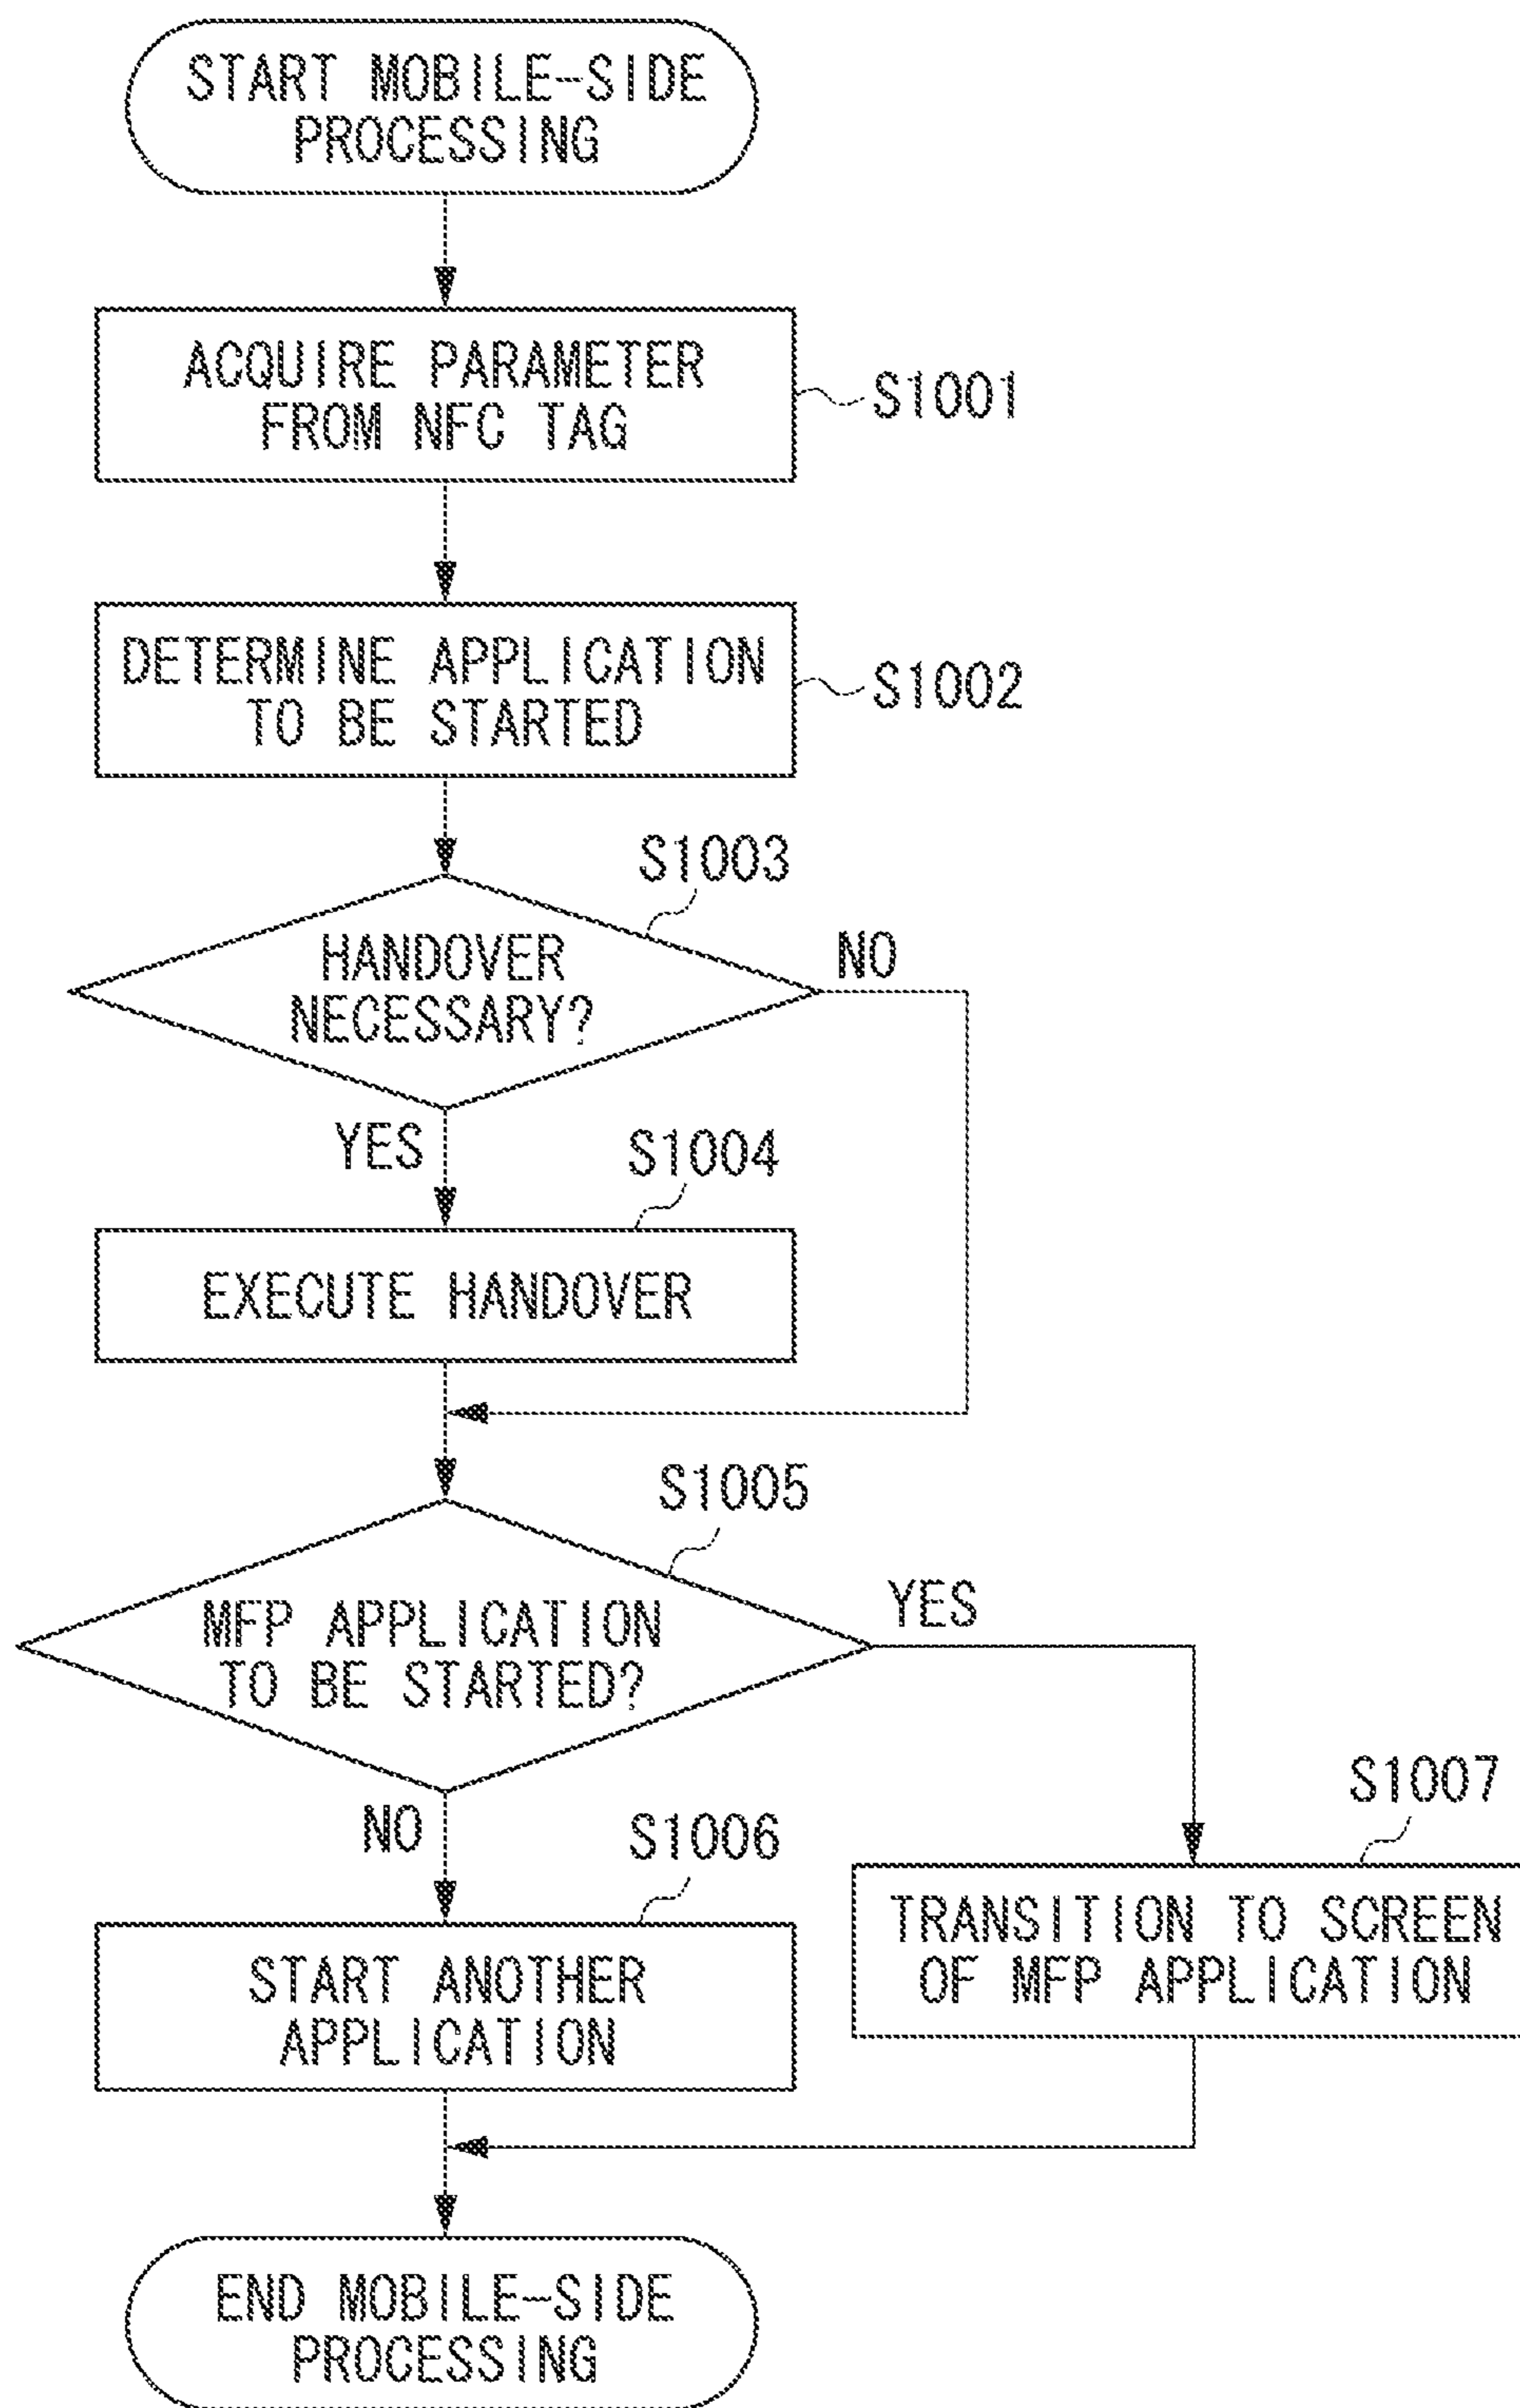 START MOBILE-SIDE
PROCESSING
ACQUIRE PARAMETER
FROM NFC TAG
S1001
DETERMINE APPLICATION
TO BE STARTED
S1002
S1003
HANDOVER
NECESSARY?
NO
YES
S1004
EXECUTE HANDOVER
S1005
MFP APPLICATION
TO BE STARTED?
YES
NO
S1006
START ANOTHER
APPLICATION
S1007
TRANSITION TO SCREEN
OF MFP APPLICATION
END MOBILE-SIDE
PROCESSING